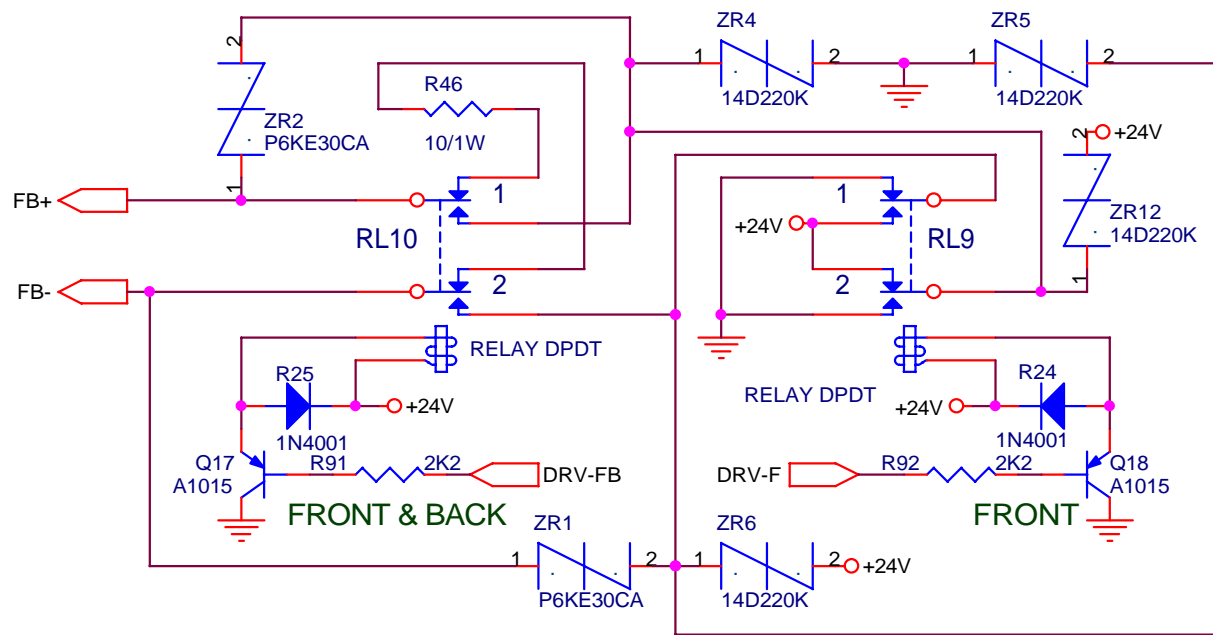 ZR4
ZR5
2
1
2
1
2
R46
14D220K
14D220K
ZR2
P6KE30CA
10/1W
2
+24V
FB+
1
1
1
ZR12
14D220K
RL10
+24V
RL9
FB-
2
2
1
RELAY DPDT
R25
RELAY DPDT
R24
+24V
+24V
1N4001
1N4001
Q17
A1015
R91
2K2
DRV-FB
DRV-F
R92
2K2
Q18
A1015
FRONT & BACK
FRONT
ZR1
ZR6
1
2
1
2
+24V
P6KE30CA
14D220K